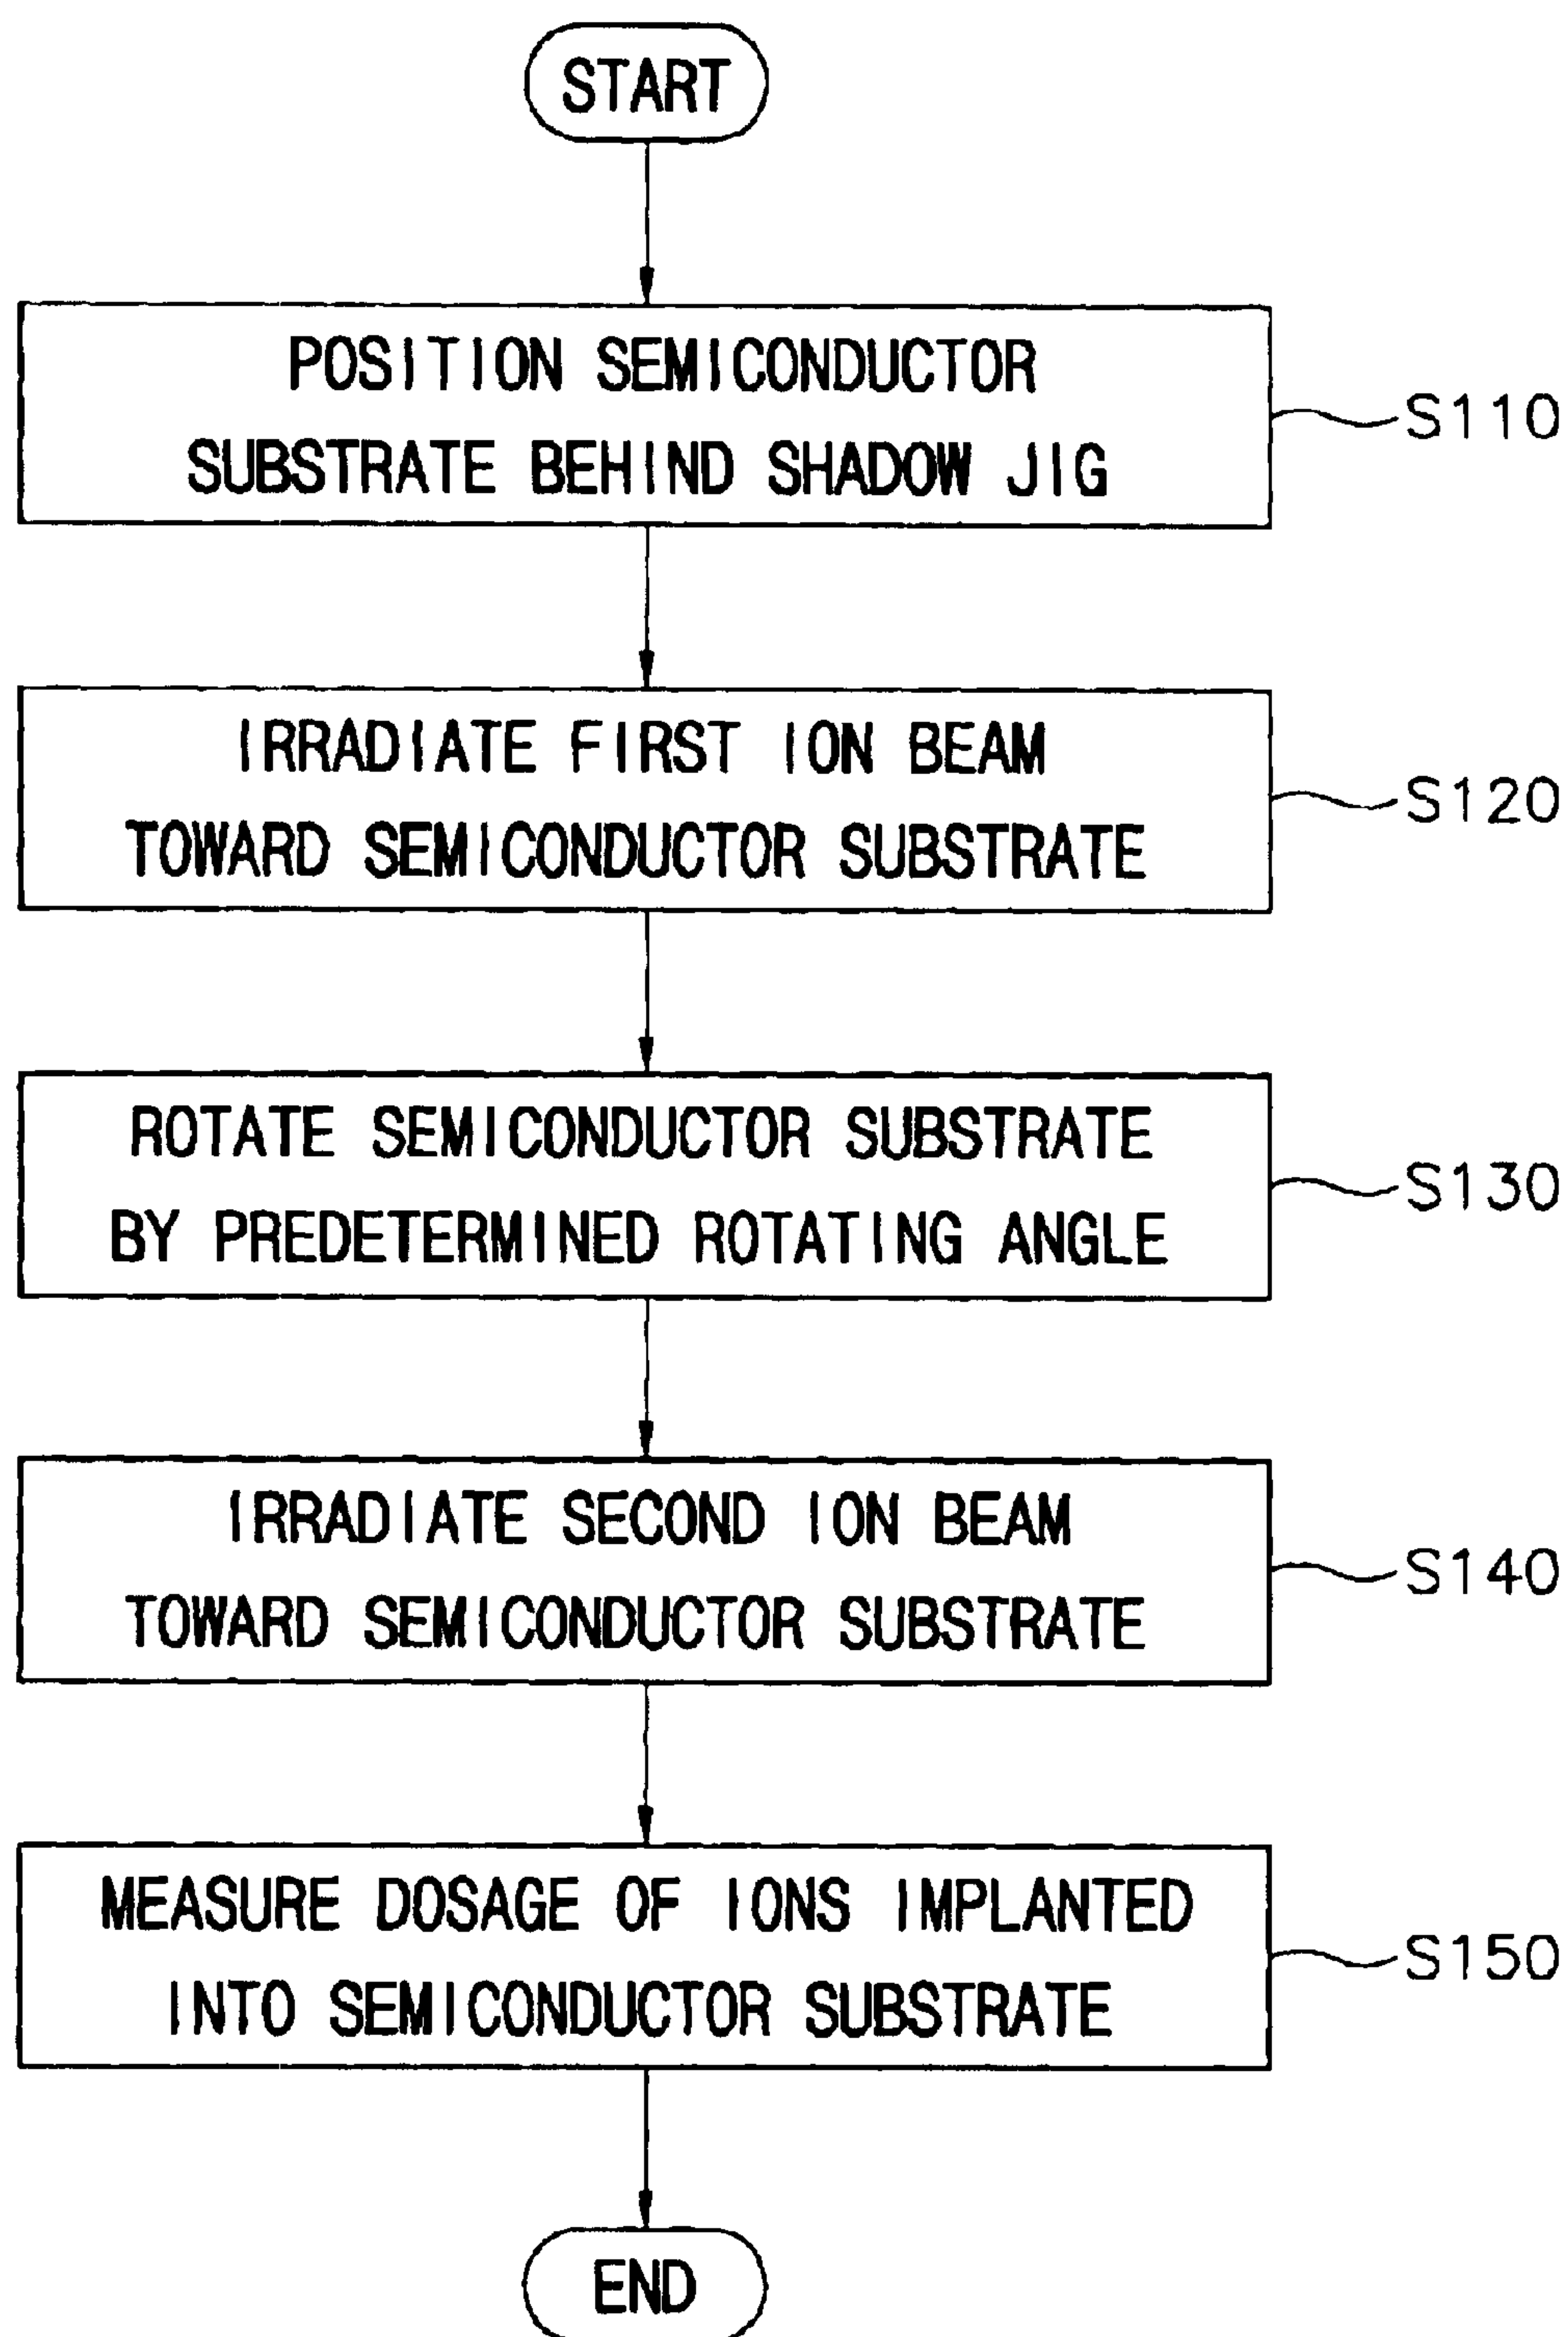 START
POSITION SEMICONDUCTOR
SUBSTRATE BEHIND SHADOW JIG
S110
IRRADIATE FIRST ION BEAM
TOWARD SEMICONDUCTOR SUBSTRATE
S120
ROTATE SEMICONDUCTOR SUBSTRATE
BY PREDETERMINED ROTATING ANGLE
S130
IRRADIATE SECOND ION BEAM
TOWARD SEMICONDUCTOR SUBSTRATE
S140
MEASURE DOSAGE OF IONS IMPLANTED
INTO SEMICONDUCTOR SUBSTRATE
S150
END